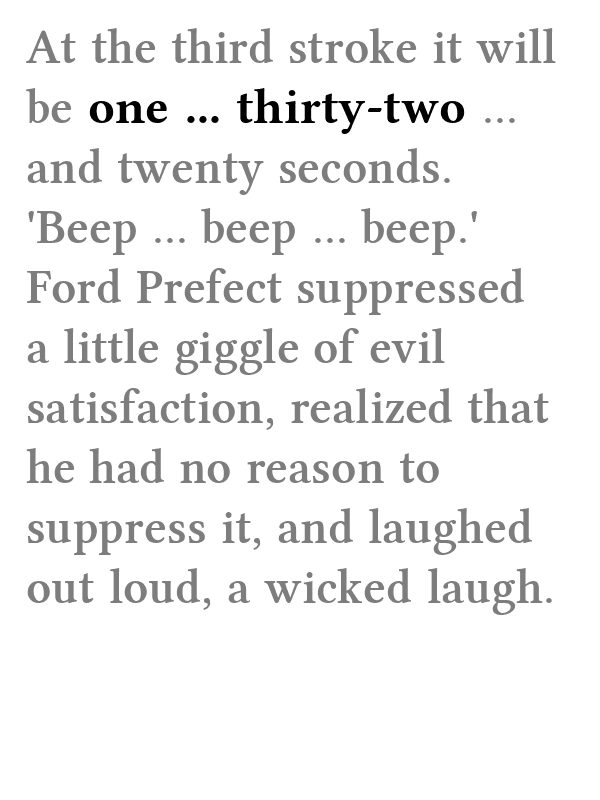 At the third stroke it will
be one ... thirty-two ...
and twenty seconds.
'Beep ... beep ... beep.'
Ford Prefect suppressed
a little giggle of evil
satisfaction, realized that
he had no reason to
suppress it, and laughed
out loud, a wicked laugh.